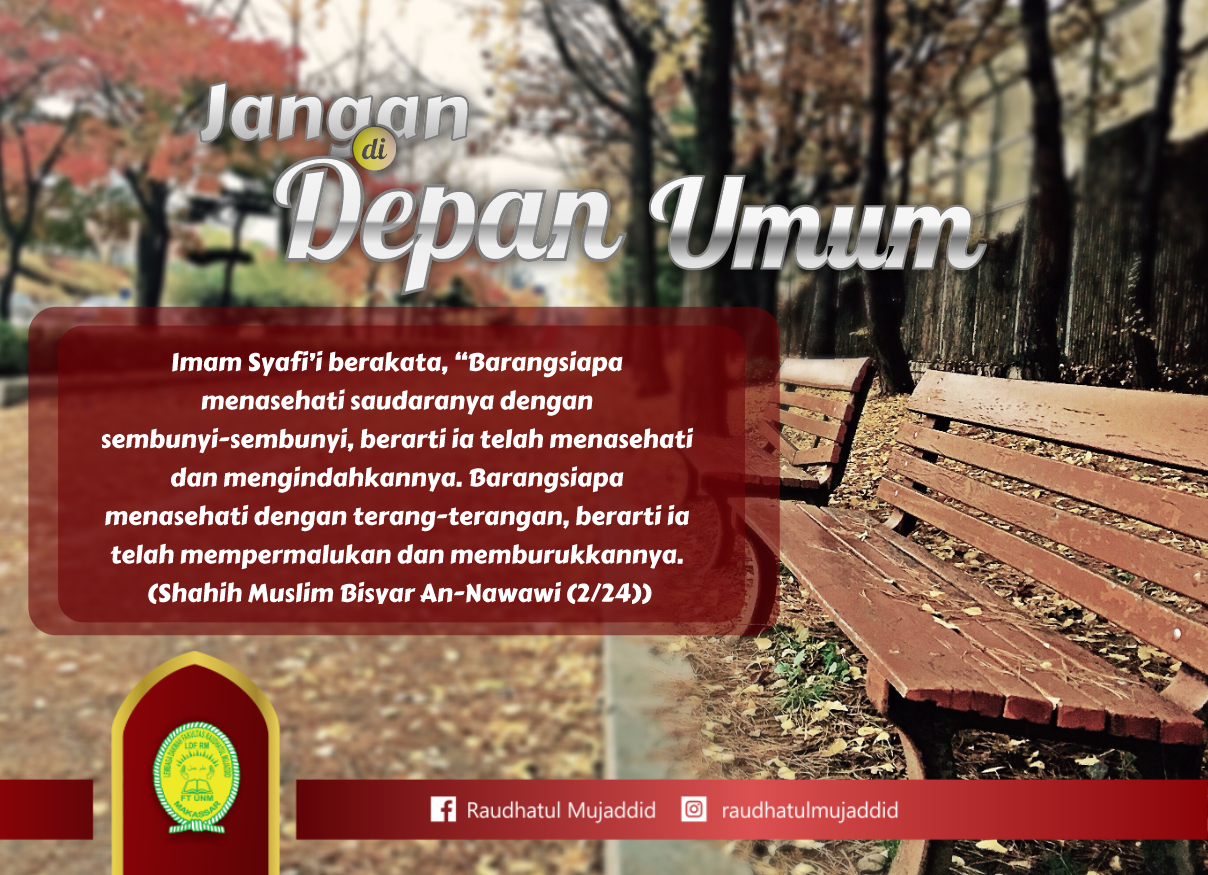 Jangan
di
Depan Umum
Imam Syafi'i berakata, “Barangsiapa
menasehati saudaranya dengan
sembunyi-sembunyi, berarti ia telah menasehati
dan mengindahkannya. Barangsiapa
menasehati dengan terang-terangan, berarti ia
telah mempermalukan dan memburukkannya.
(Shahih Muslim Bisyar An-Nawawi (2/24))
LDF RM
FT UNM
MAKASSAR
Raudhatul Mujaddid
raudhatulmujaddid